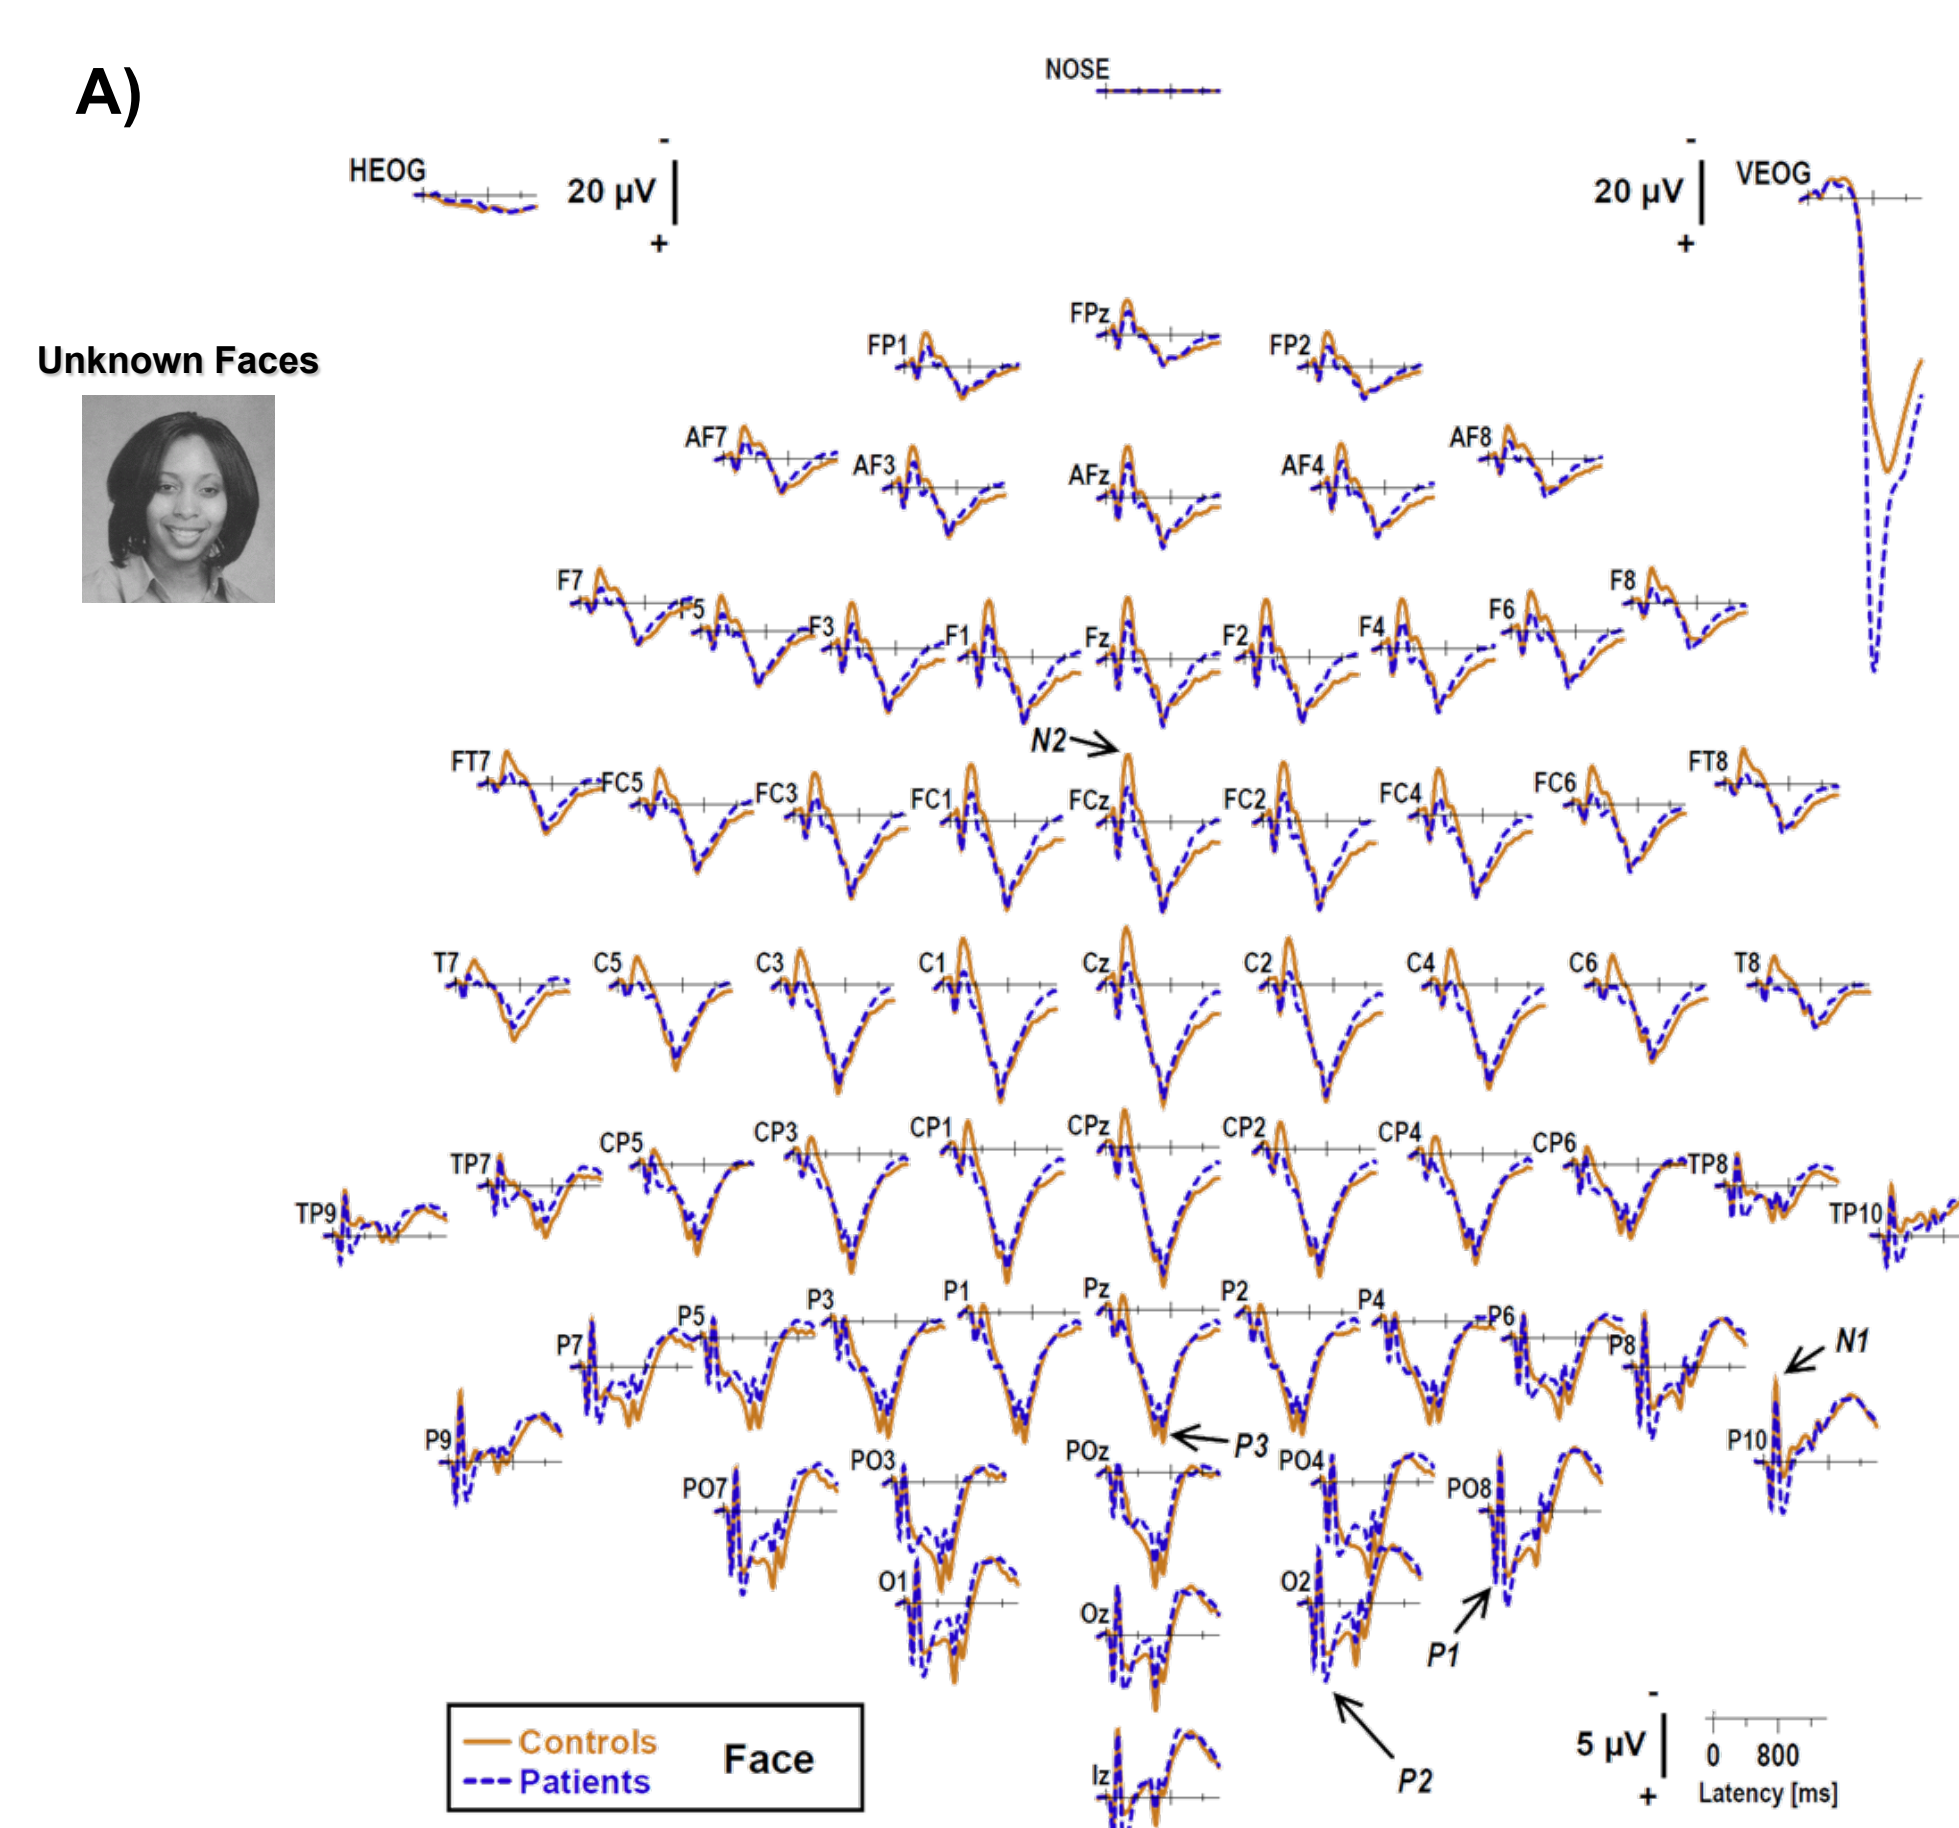 A)
NOSE
HEOG
20 µV
-
+
20 µV
-
+
VEOG
Unknown Faces
FP1
FPz
FP2
AF7
AF3
AFz
AF4
AF8
F7
F5
F3
F1
Fz
F2
F4
F6
F8
N2
FT7
FC5
FC3
FC1
FCz
FC2
FC4
FC6
FT8
T7
C5
C3
C1
Cz
C2
C4
C6
T8
TP9
TP7
CP5
CP3
CP1
CPz
CP2
CP4
CP6
TP8
TP10
P9
P7
P5
P3
P1
Pz
P2
P4
P6
P8
P10
N1
P3
PO7
PO3
POz
PO4
PO8
O1
Oz
O2
P1
P2
Iz
Controls
Patients
Face
5 µV
-
+
0 800
Latency [ms]